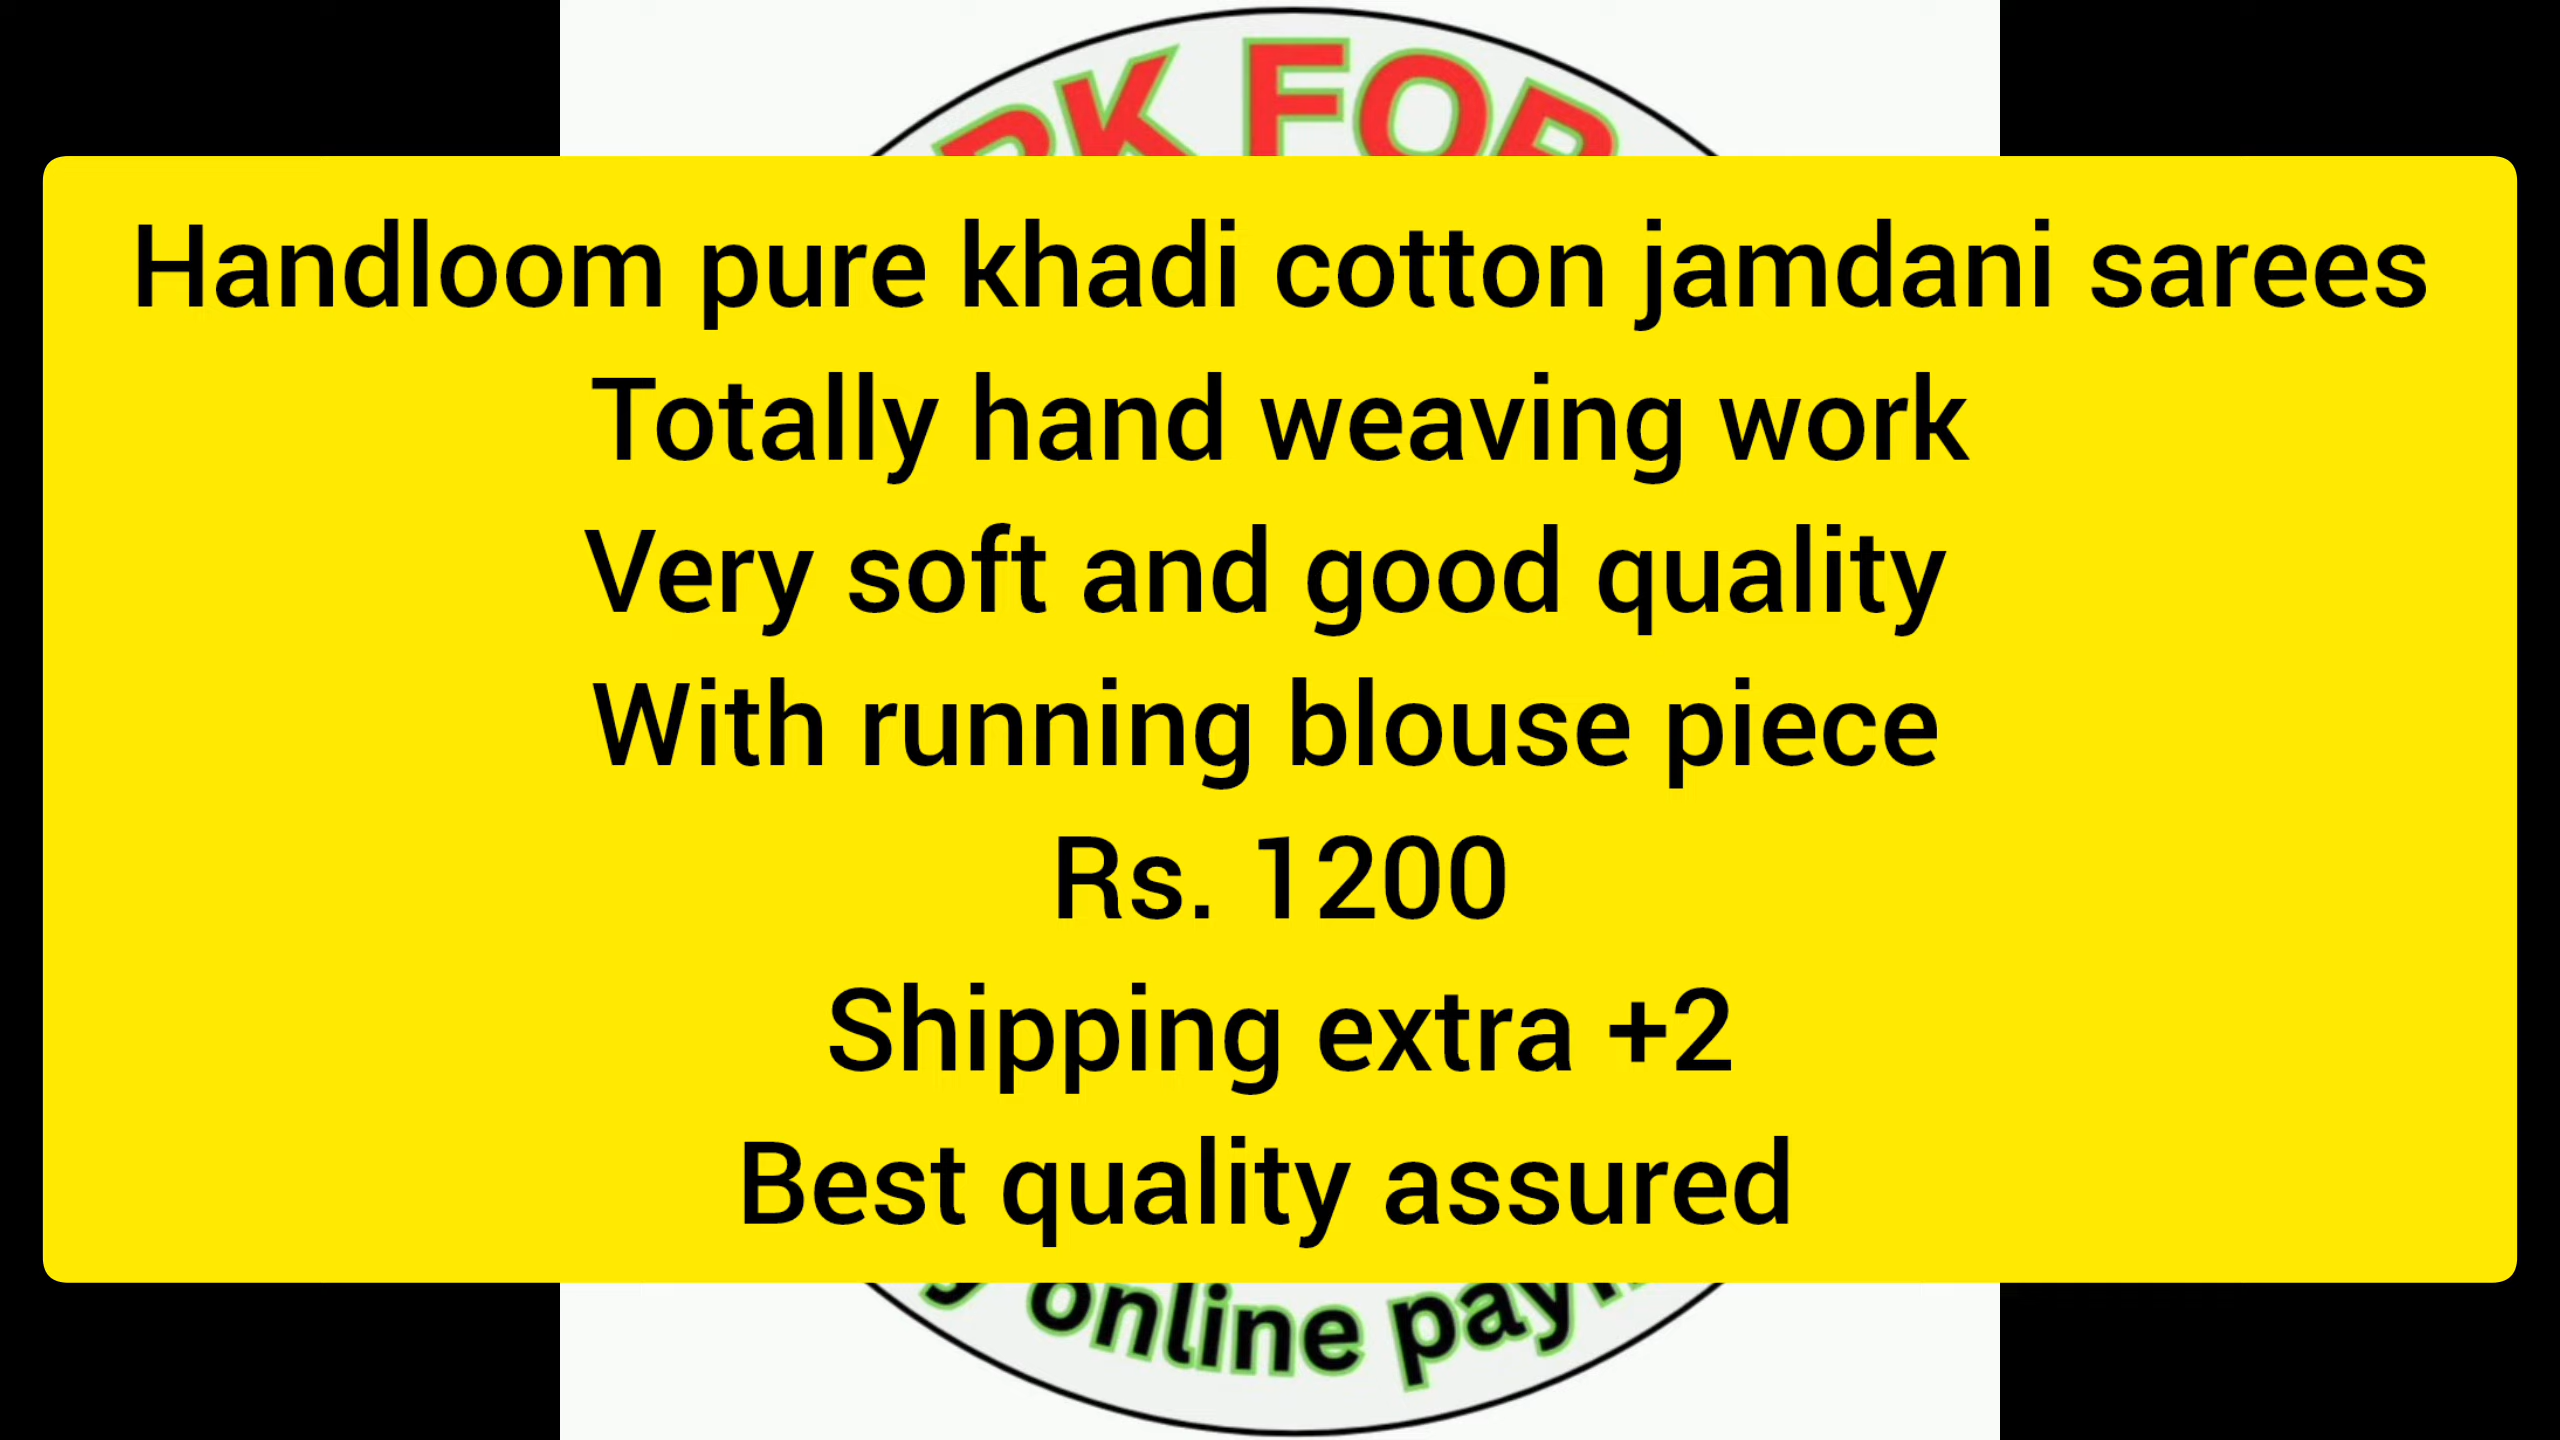 FOR
Handloom pure khadi cotton jamdani sarees
Totally hand weaving work
Very soft and good quality
With running blouse piece
Rs. 1200
Shipping extra +2
Best quality assured
online